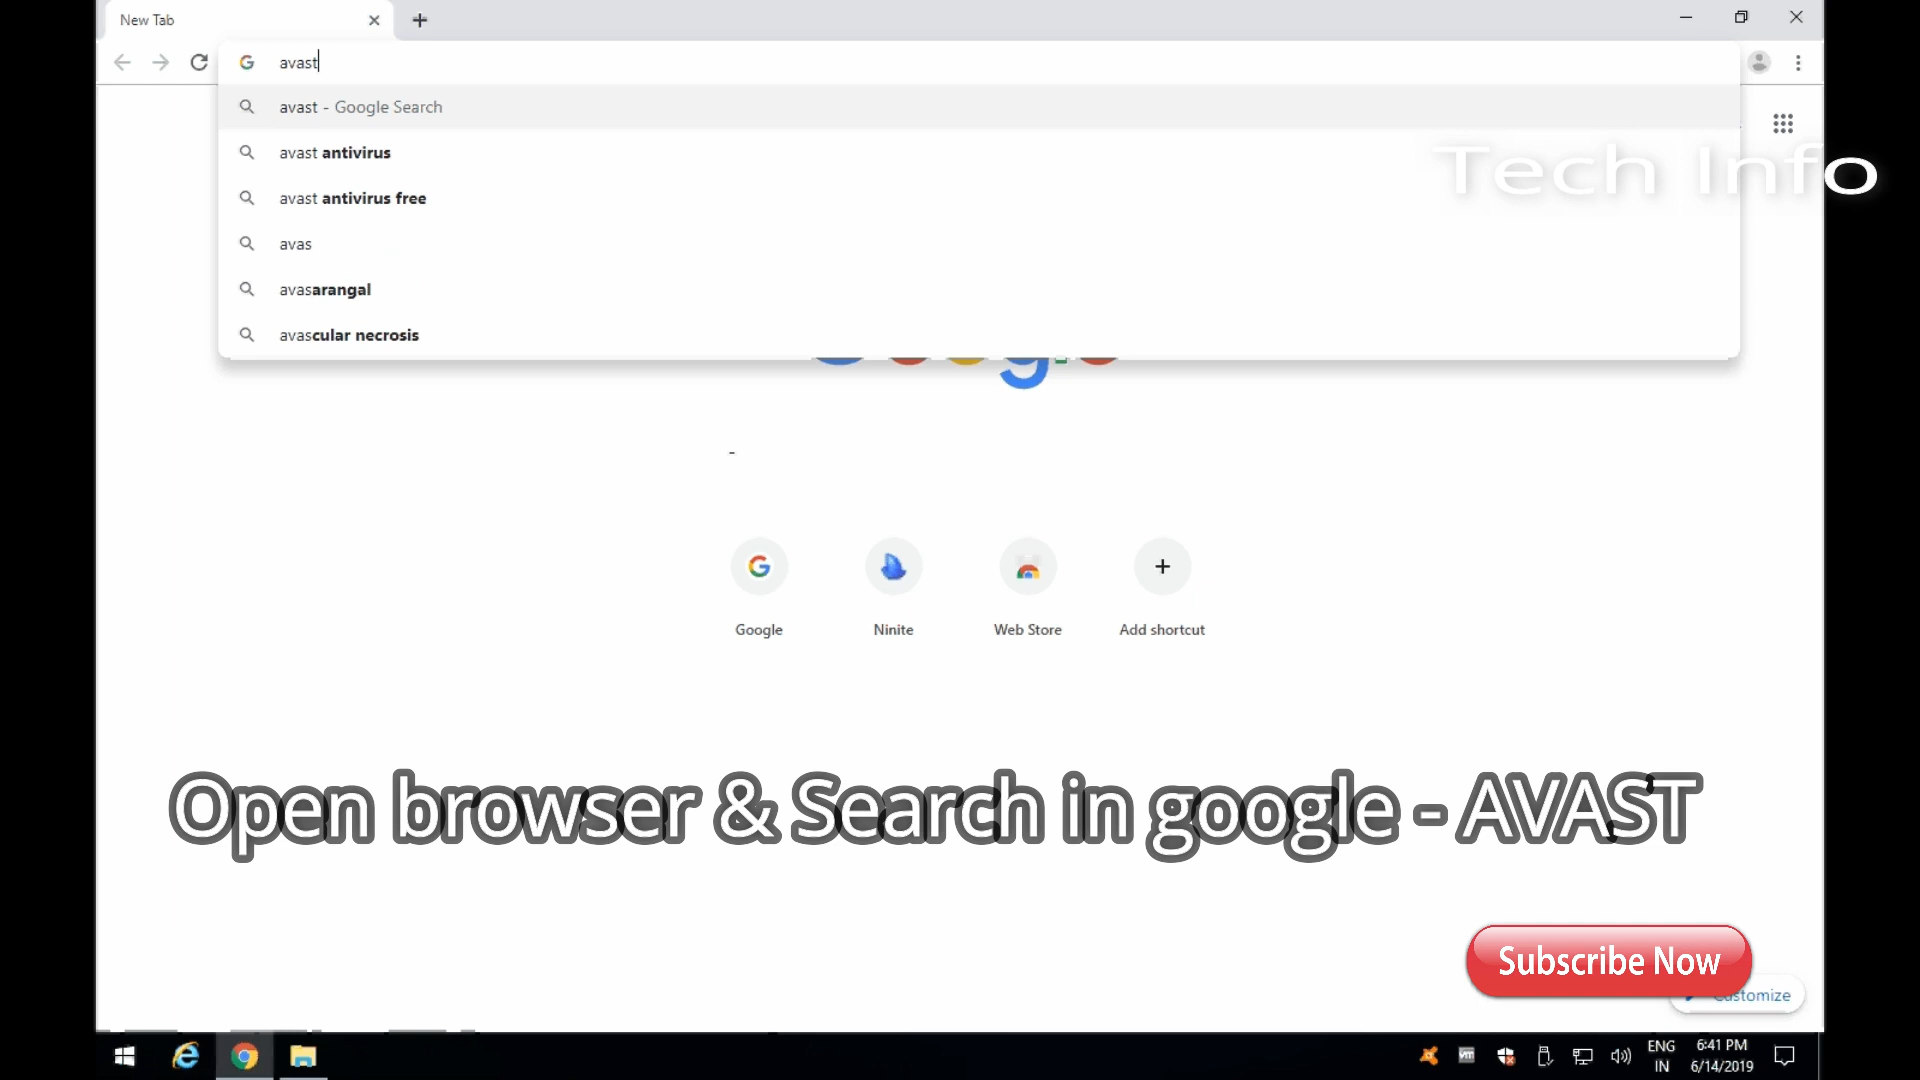 New Tab
avast
avast - Google Search
avast antivirus
avast antivirus free
avas
avasarangal
avascular necrosis
Tech Info
Google
Ninite
Web Store
Add shortcut
Open browser & Search in google - AVAST
Subscribe Now
Customize
ENG
IN
6:41 PM
6/14/2019